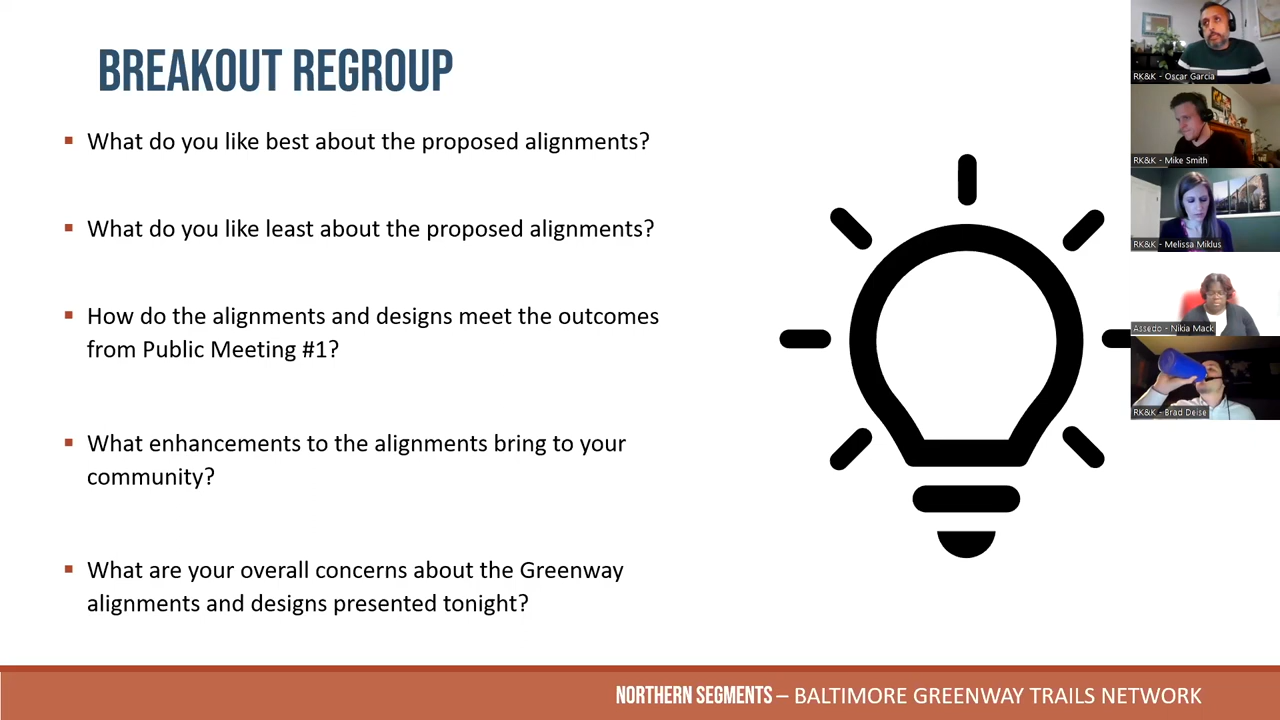 BREAKOUT REGROUP
▪ What do you like best about the proposed alignments?
▪ What do you like least about the proposed alignments?
▪ How do the alignments and designs meet the outcomes
from Public Meeting #1?
▪ What enhancements to the alignments bring to your
community?
▪ What are your overall concerns about the Greenway
alignments and designs presented tonight?
NORTHERN SEGMENTS – BALTIMORE GREENWAY TRAILS NETWORK
RK&K - Oscar Garcia
RK&K - Mike Smith
RK&K - Melissa Miklus
Assedo - Nikia Mack
RK&K - Brad Deise